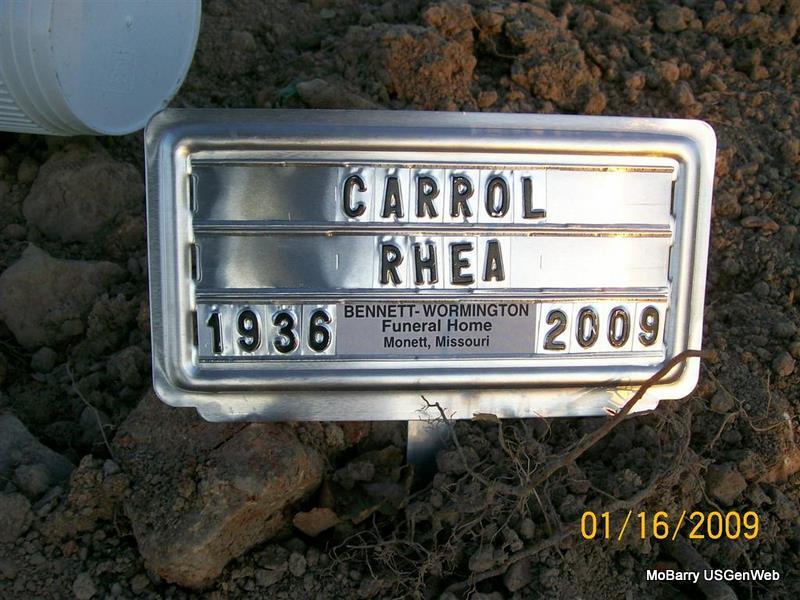 CARROL
RHEA
1936 BENNETT-WORMINGTON 2009
Funeral Home
Monett, Missouri
01/16/2009
MoBarry USGenWeb